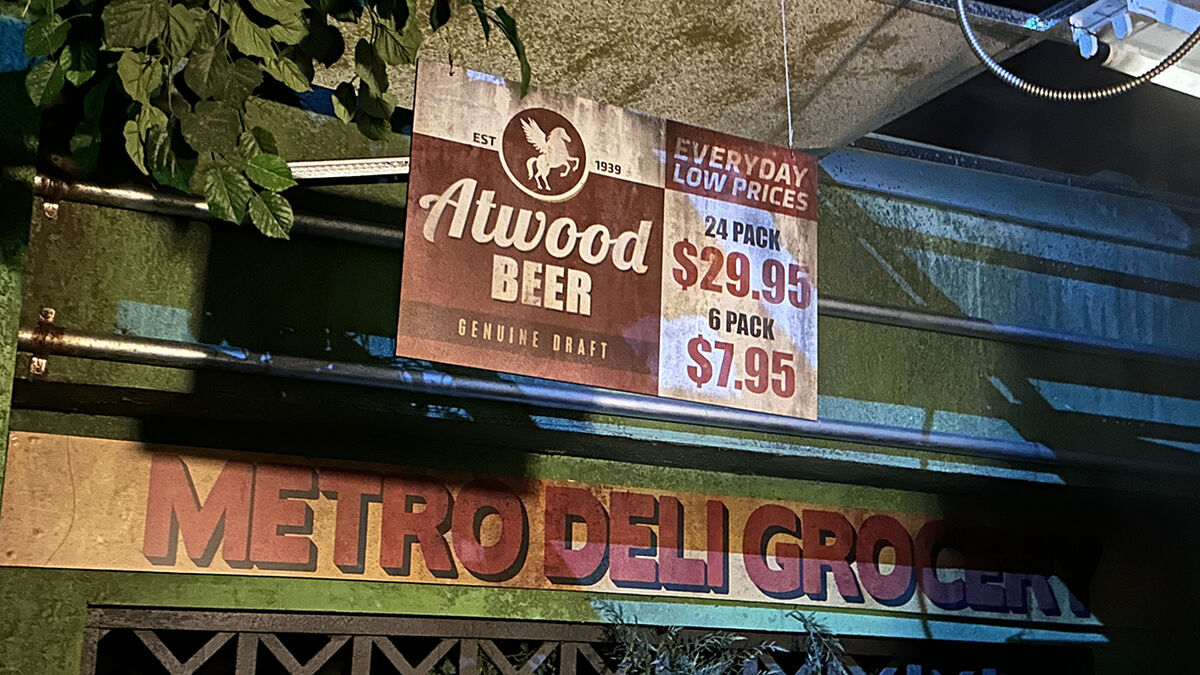 EST 1939
Atwood
BEER
GENUINE DRAFT
EVERYDAY
LOW PRICES
24 PACK
$29.95
6 PACK
$7.95
METRO DELI GROCERY